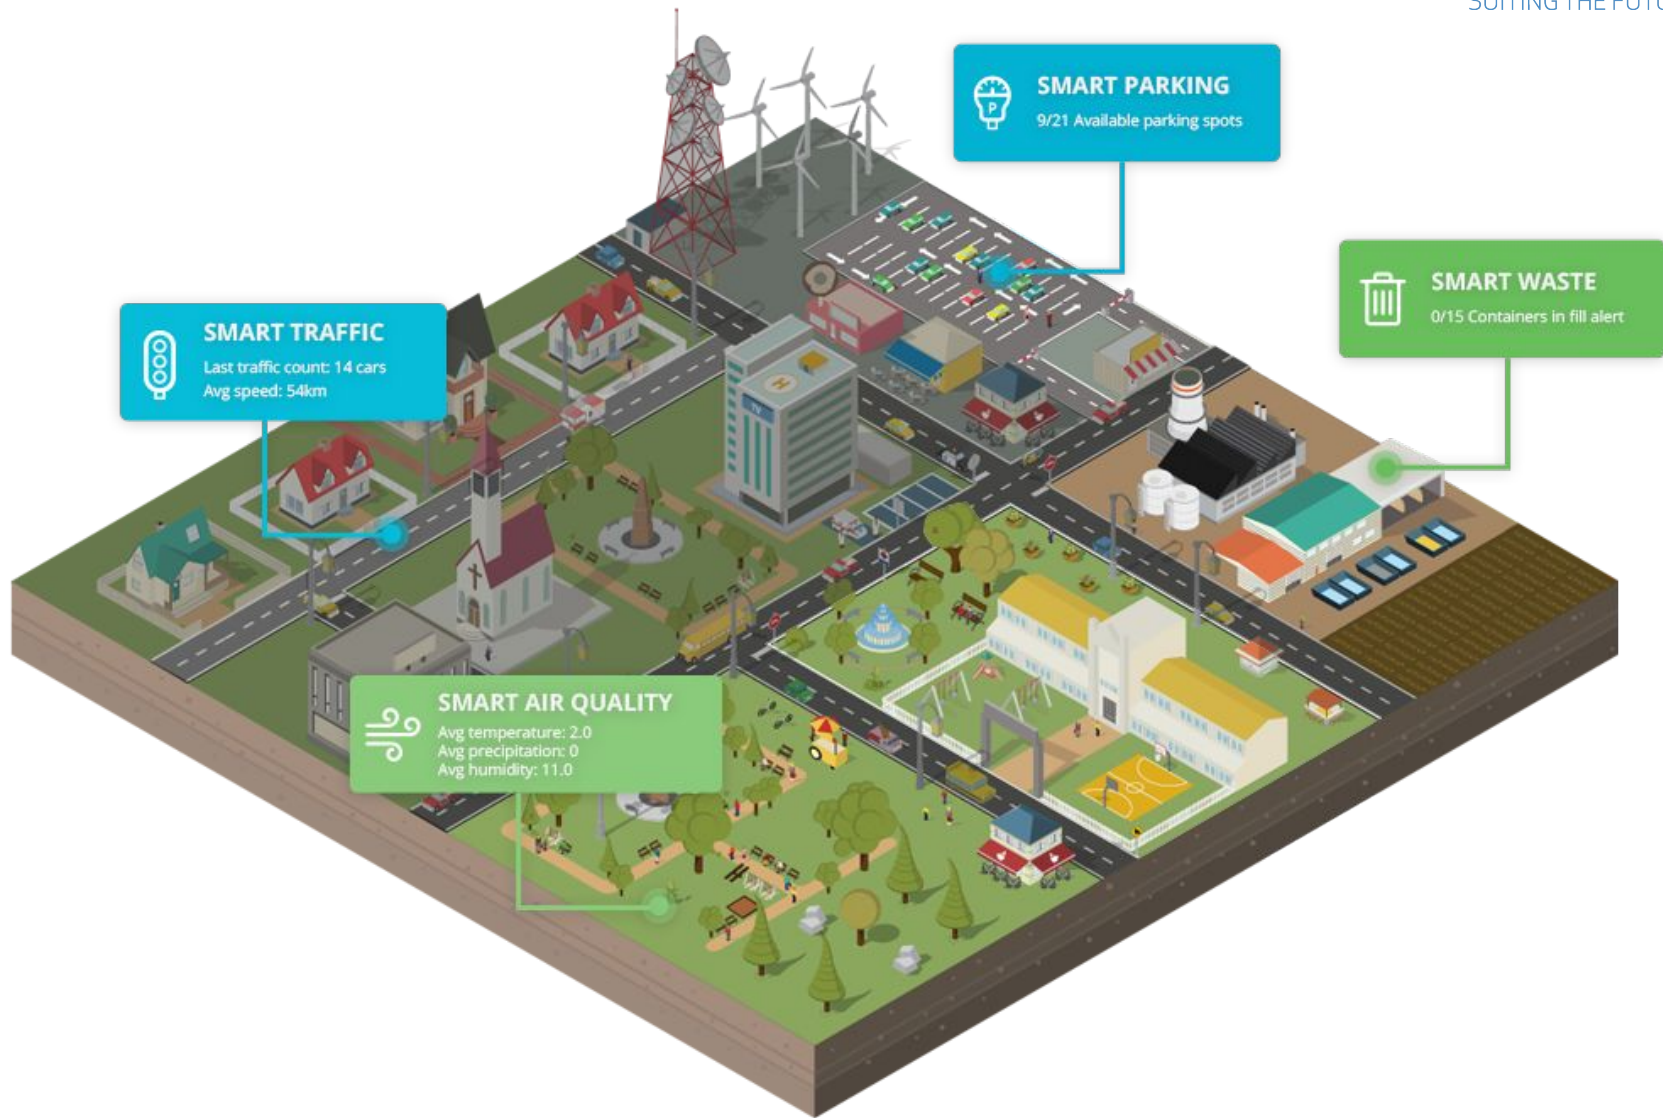 SMART PARKING
9/21 Available parking spots
P
SMART WASTE
0/15 Containers in fill alert
SMART TRAFFIC
Last traffic count: 14 cars
Avg speed: 54km
H
TV
SMART AIR QUALITY
Avg temperature: 2.0
Avg precipitation: 0
Avg humidity: 11.0